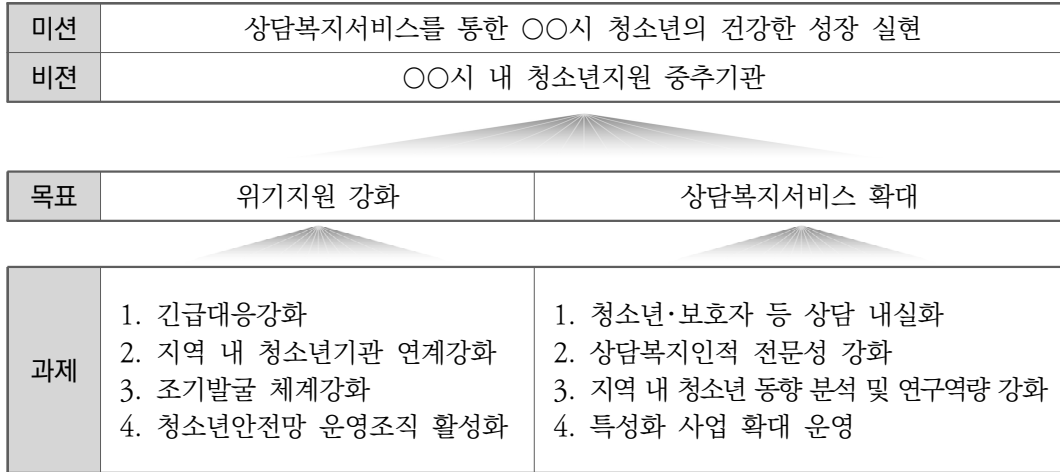 미션 상담복지서비스를 통한 ○○시 청소년의 건강한 성장 실현
비젼 ○○시 내 청소년지원 중추기관
목표 위기지원 강화 상담복지서비스 확대
과제
1. 긴급대응강화
2. 지역 내 청소년기관 연계강화
3. 조기발굴 체계강화
4. 청소년안전망 운영조직 활성화
1. 청소년･보호자 등 상담 내실화
2. 상담복지인적 전문성 강화
3. 지역 내 청소년 동향 분석 및 연구역량 강화
4. 특성화 사업 확대 운영